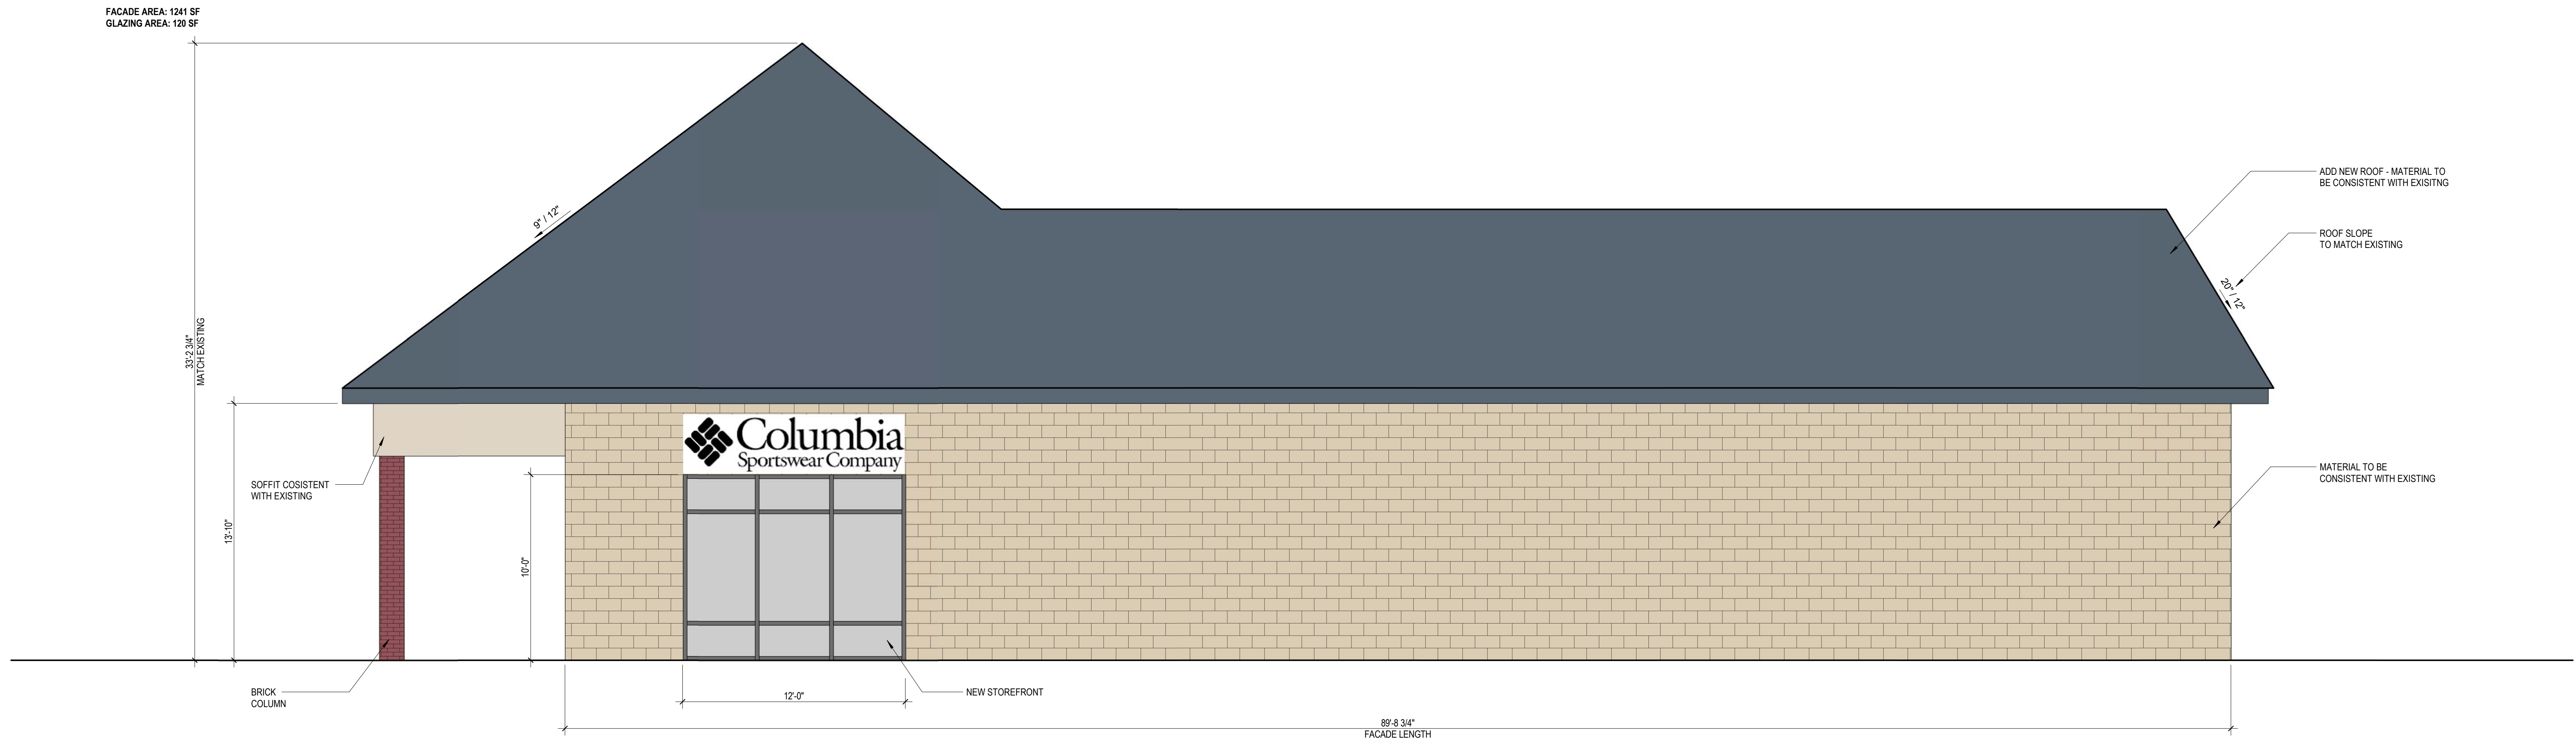 FACADE AREA: 1241 SF
GLAZING AREA: 120 SF
9" / 12"
ADD NEW ROOF - MATERIAL TO
BE CONSISTENT WITH EXISITNG
ROOF SLOPE
TO MATCH EXISTING
20" / 12"
33'-2 3/4"
MATCH EXISTING
Columbia
Sportswear Company
MATERIAL TO BE
CONSISTENT WITH EXISTING
SOFFIT COSISTENT
WITH EXISTING
13'-10"
10'-0"
BRICK
COLUMN
12'-0"
NEW STOREFRONT
89'-8 3/4"
FACADE LENGTH